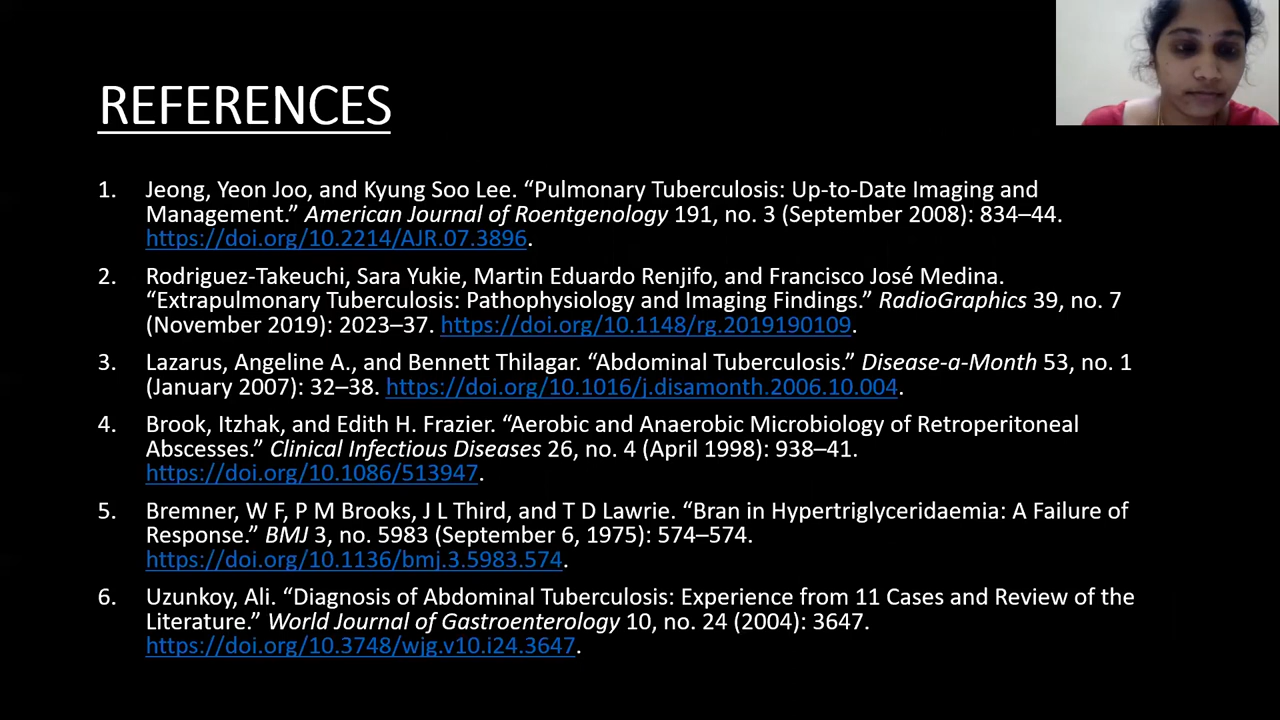 REFERENCES
1. Jeong, Yeon Joo, and Kyung Soo Lee. “Pulmonary Tuberculosis: Up-to-Date Imaging and
Management.” American Journal of Roentgenology 191, no. 3 (September 2008): 834–44.
https://doi.org/10.2214/AJR.07.3896.
2. Rodriguez-Takeuchi, Sara Yukie, Martin Eduardo Renjifo, and Francisco José Medina.
“Extrapulmonary Tuberculosis: Pathophysiology and Imaging Findings.” RadioGraphics 39, no. 7
(November 2019): 2023–37. https://doi.org/10.1148/rg.2019190109.
3. Lazarus, Angeline A., and Bennett Thilagar. “Abdominal Tuberculosis.” Disease-a-Month 53, no. 1
(January 2007): 32–38. https://doi.org/10.1016/j.disamonth.2006.10.004.
4. Brook, Itzhak, and Edith H. Frazier. “Aerobic and Anaerobic Microbiology of Retroperitoneal
Abscesses.” Clinical Infectious Diseases 26, no. 4 (April 1998): 938–41.
https://doi.org/10.1086/513947.
5. Bremner, W F, P M Brooks, J L Third, and T D Lawrie. “Bran in Hypertriglyceridaemia: A Failure of
Response.” BMJ 3, no. 5983 (September 6, 1975): 574–574.
https://doi.org/10.1136/bmj.3.5983.574.
6. Uzunkoy, Ali. “Diagnosis of Abdominal Tuberculosis: Experience from 11 Cases and Review of the
Literature.” World Journal of Gastroenterology 10, no. 24 (2004): 3647.
https://doi.org/10.3748/wjg.v10.i24.3647.